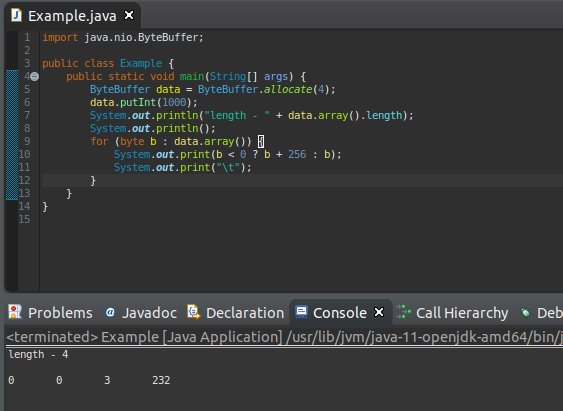 Example.java
1 import java.nio.ByteBuffer;
2
3 public class Example {
4 public static void main(String[] args) {
5 ByteBuffer data = ByteBuffer.allocate(4);
6 data.putInt(1000);
7 System.out.println("length - " + data.array().length);
8 System.out.println();
9 for (byte b : data.array()) {
10 System.out.print(b < 0 ? b + 256 : b);
11 System.out.print("\t");
12 }
13 }
14 }
15
Problems @ Javadoc Declaration Console Call Hierarchy Deb
<terminated> Example [Java Application] /usr/lib/jvm/java-11-openjdk-amd64/bin/j
length - 4
0 0 3 232